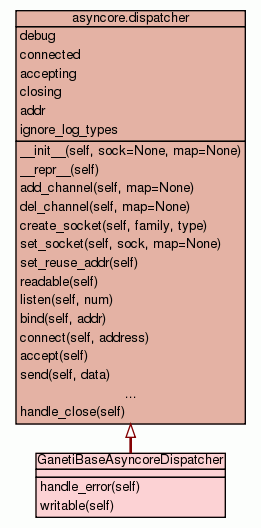 asyncore.dispatcher
debug
connected
accepting
closing
addr
ignore_log_types
__init__(self, sock=None, map=None)
__repr__(self)
add_channel(self, map=None)
del_channel(self, map=None)
create_socket(self, family, type)
set_socket(self, sock, map=None)
set_reuse_addr(self)
readable(self)
listen(self, num)
bind(self, addr)
connect(self, address)
accept(self)
send(self, data)
...
handle_close(self)
GanetiBaseAsyncoreDispatcher
handle_error(self)
writable(self)